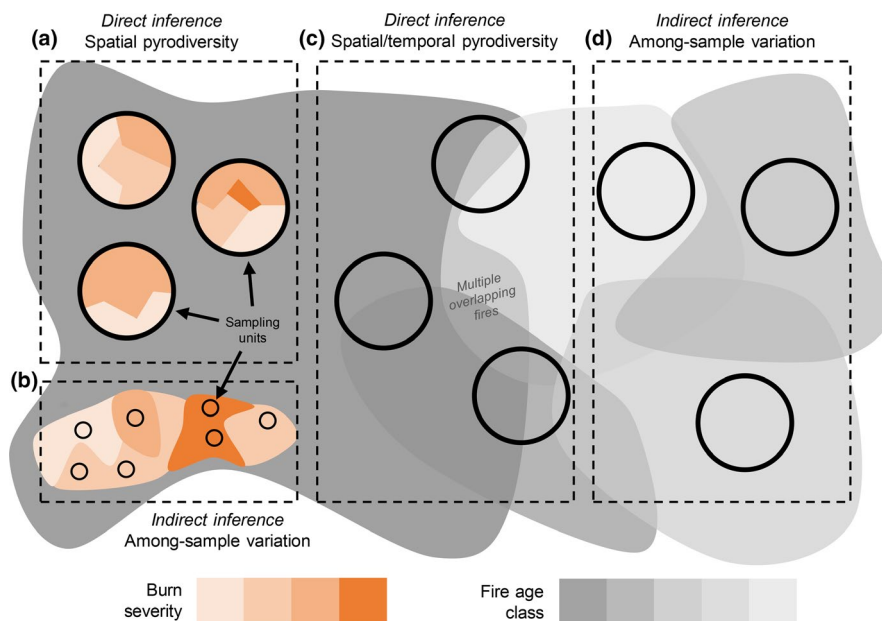 Direct inference
(a) Spatial pyrodiversity
Direct inference
(c) Spatial/temporal pyrodiversity
Indirect inference
(d) Among-sample variation
Multiple
overlapping
fires
Sampling
units
(b)
Indirect inference
Among-sample variation
Burn
severity
Fire age
class